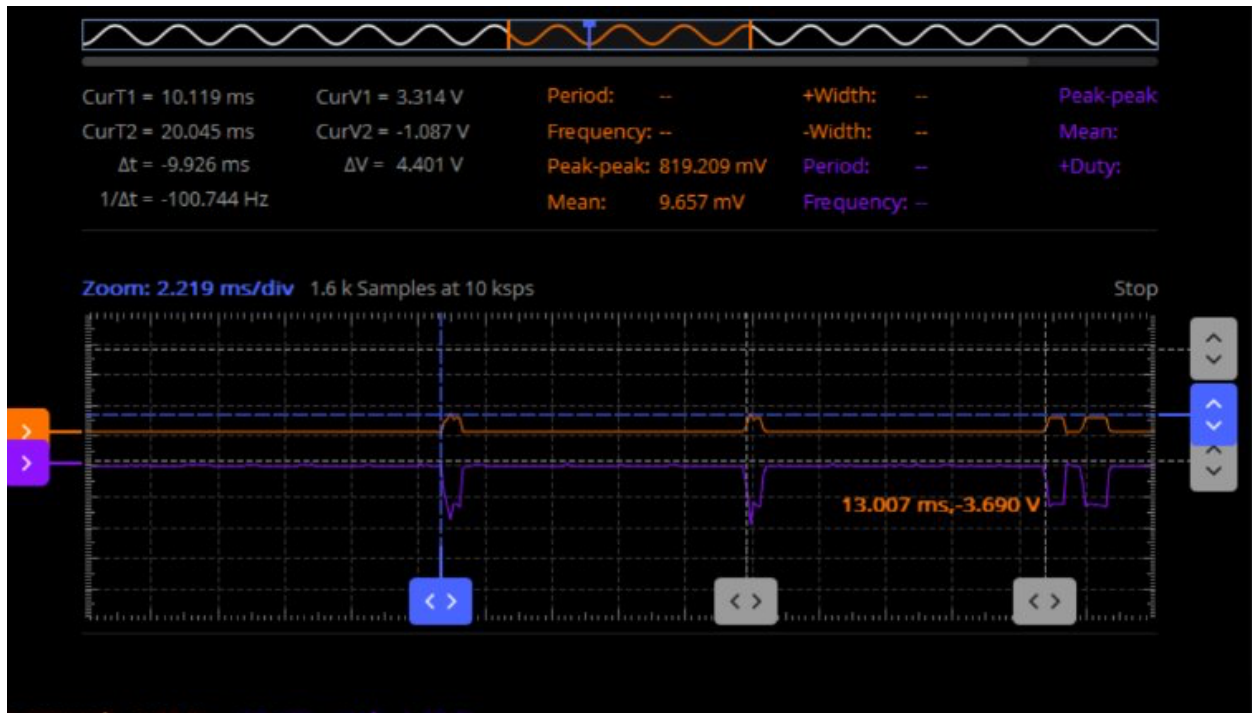 CurT1 = 10.119 ms CurV1 = 3.314 V Period: -- +Width: -- Peak-peak
CurT2 = 20.045 ms CurV2 = -1.087 V Frequency: -- -Width: -- Mean:
Δt = -9.926 ms ΔV = 4.401 V Peak-peak: 819.209 mV Period: -- +Duty:
1/Δt = -100.744 Hz Mean: 9.657 mV Frequency: --
Zoom: 2.219 ms/div 1.6 k Samples at 10 ksps Stop
13.007 ms,-3.690 V